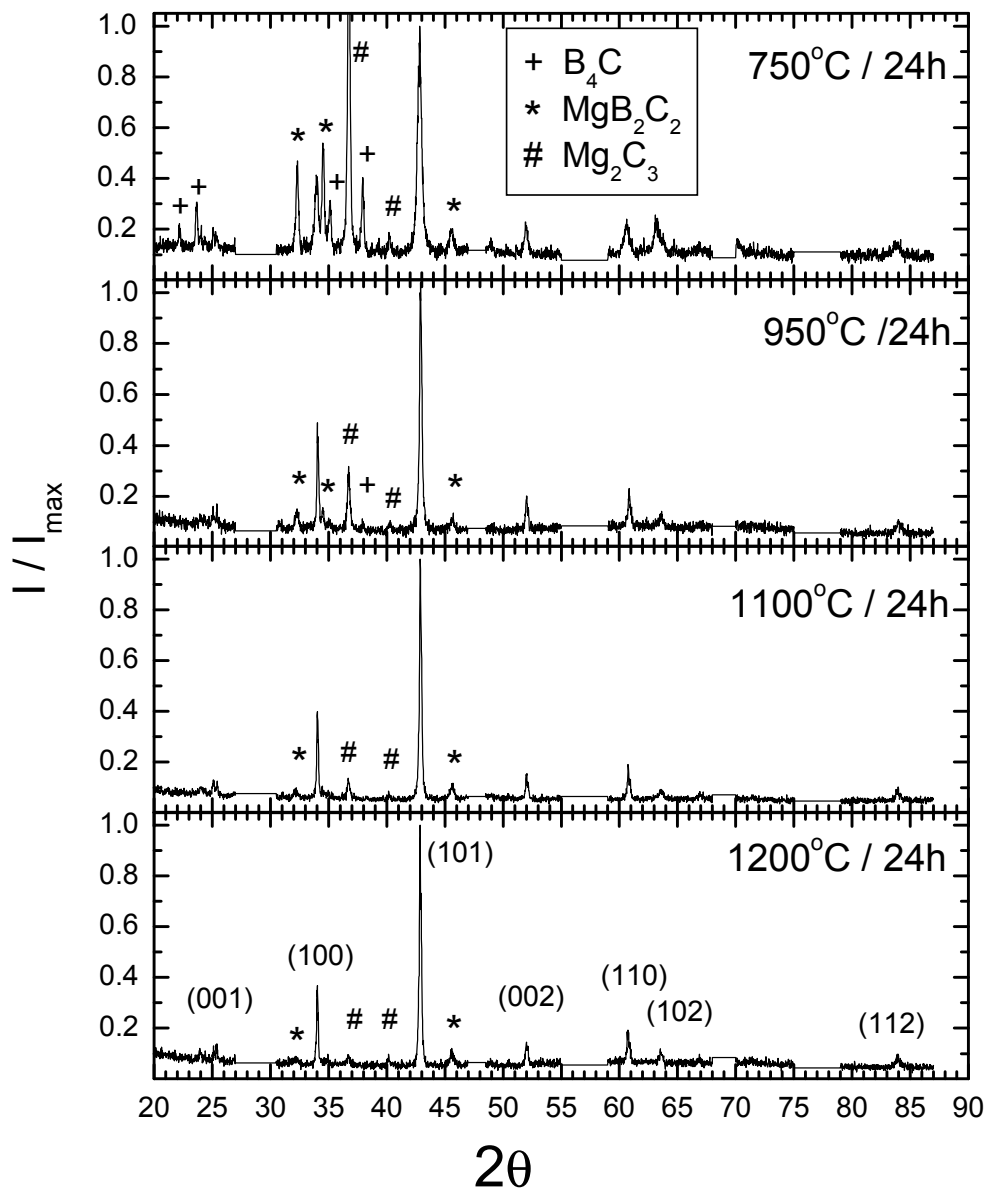 I / Imax
1.0
0.8
0.6
0.4
0.2
750°C / 24h
+ B4C
* MgB2C2
# Mg2C3
+ + * * + # + # *
1.0
0.8
0.6
0.4
0.2
950°C /24h
* * # + # *
1.0
0.8
0.6
0.4
0.2
1100°C / 24h
* # # *
1.0
0.8
0.6
0.4
0.2
1200°C / 24h
(101)
(100)
(001)
(002)
(110)
(102)
(112)
* # # *
20 25 30 35 40 45 50 55 60 65 70 75 80 85 90
2θ